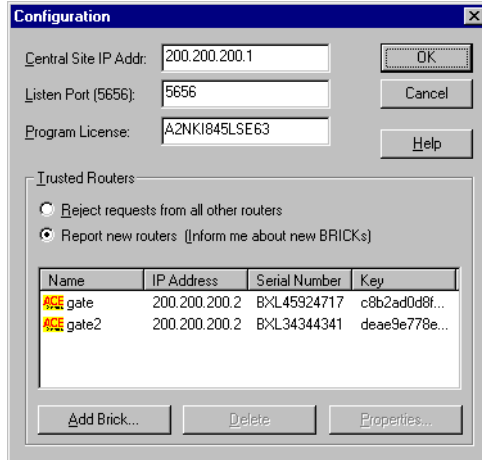 Configuration
Central Site IP Addr: 200.200.200.1 OK
Listen Port (5656): 5656 Cancel
Program License: A2NKI845LSE63 Help
Trusted Routers
Reject requests from all other routers
Report new routers (Inform me about new BRICKs)
Name IP Address Serial Number Key
ACE gate 200.200.200.2 BXL45924717 c8b2ad0d8f...
ACE gate2 200.200.200.2 BXL34344341 deae9e778e...
Add Brick... Delete Properties...